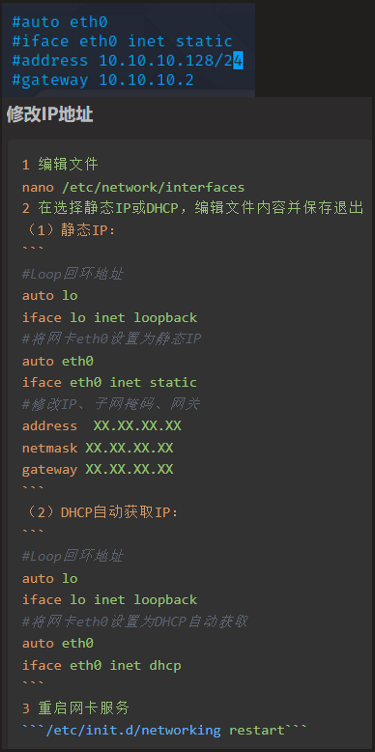 #auto eth0
#iface eth0 inet static
#address 10.10.10.128/24
#gateway 10.10.10.2
修改IP地址
1 编辑文件
nano /etc/network/interfaces
2 在选择静态IP或DHCP，编辑文件内容并保存退出
（1）静态IP：
```
#Loop回环地址
auto lo
iface lo inet loopback
#将网卡eth0设置为静态IP
auto eth0
iface eth0 inet static
#修改IP、子网掩码、网关
address  XX.XX.XX.XX
netmask XX.XX.XX.XX
gateway XX.XX.XX.XX
```
（2）DHCP自动获取IP：
```
#Loop回环地址
auto lo
iface lo inet loopback
#将网卡eth0设置为DHCP自动获取
auto eth0
iface eth0 inet dhcp
```
3 重启网卡服务
```/etc/init.d/networking restart```